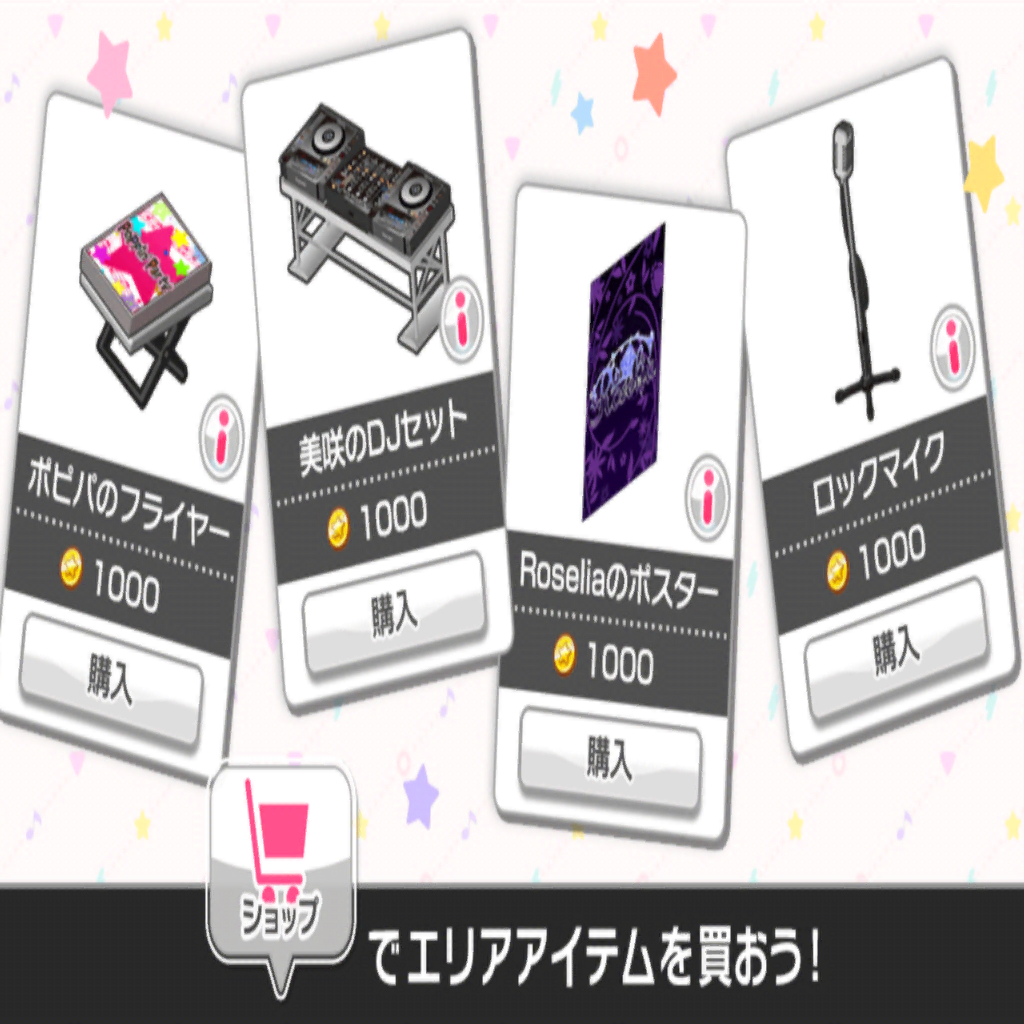 Poppin'Party
ポピパのフライヤー
1000
購入
美咲のDJセット
1000
購入
Roseliaのポスター
1000
購入
ロックマイク
1000
購入
ショップ
でエリアアイテムを買おう!